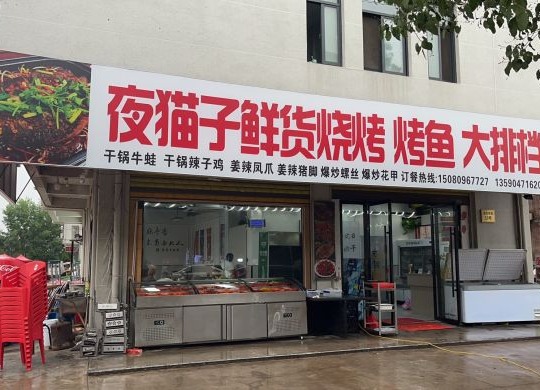 夜猫子鲜货烧烤 烤鱼 大排档
干锅牛蛙 干锅辣子鸡 姜辣凤爪 姜辣猪脚 爆炒螺丝 爆炒花甲 订餐热线:15080967727 1359047162